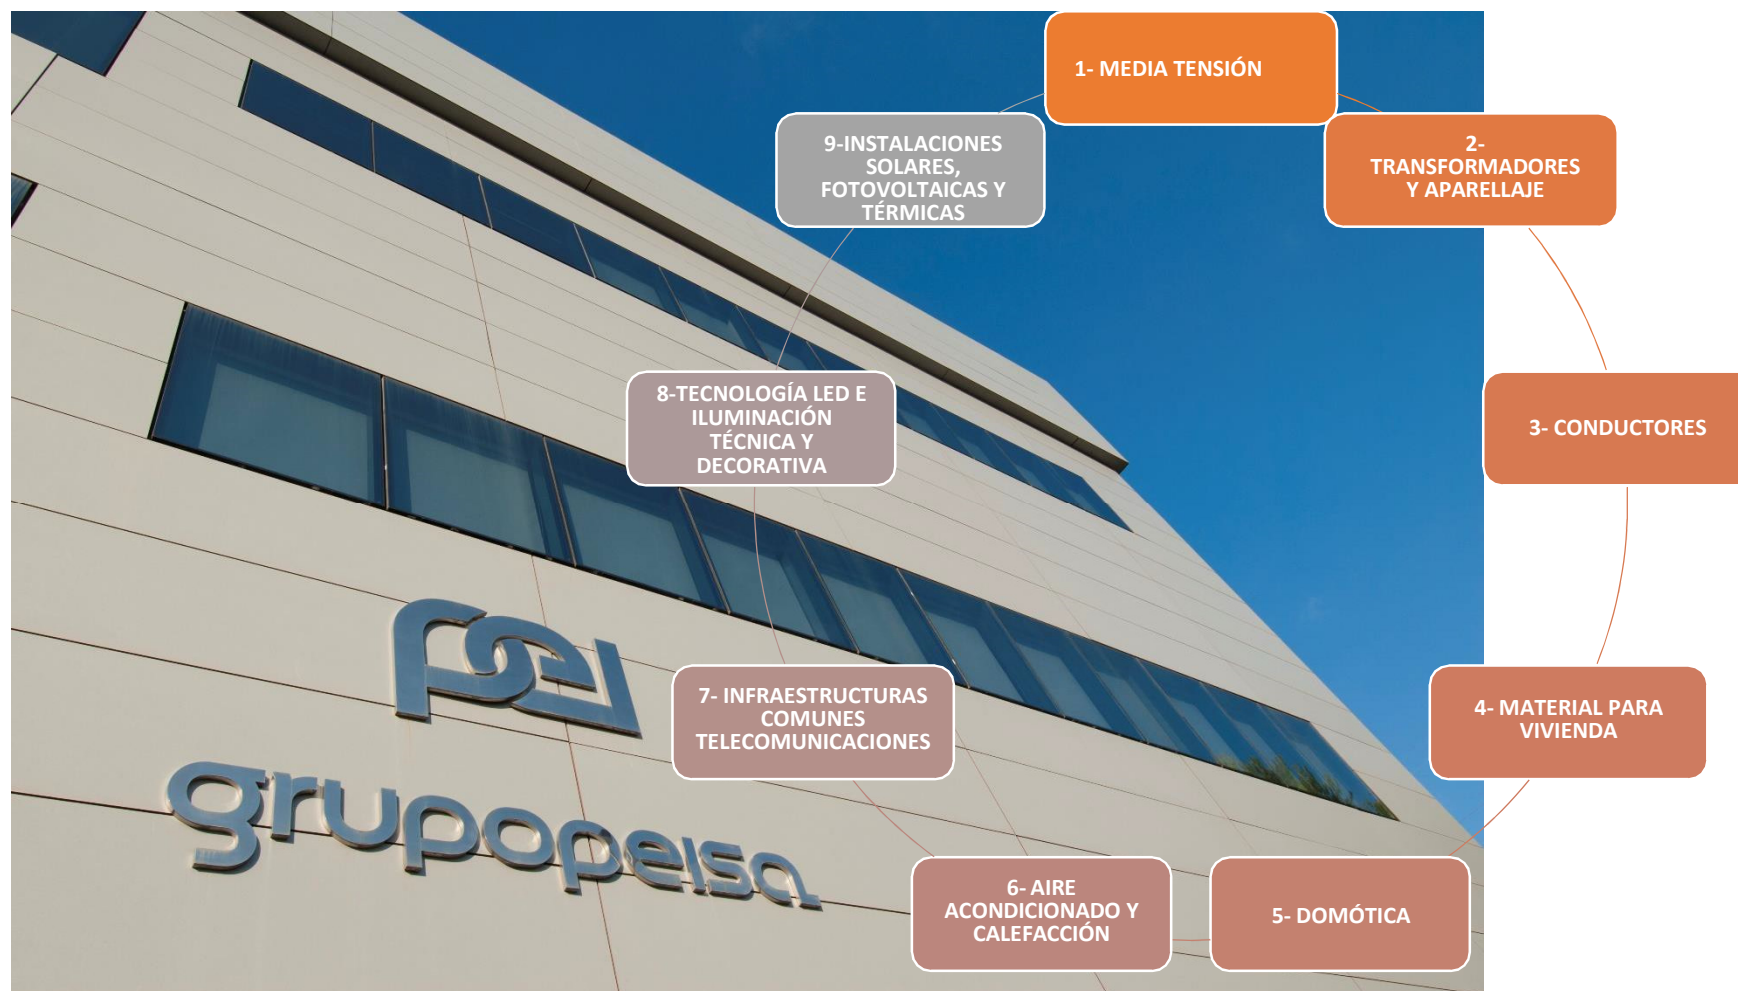 1- MEDIA TENSIÓN
2-
TRANSFORMADORES
Y APARELLAJE
3- CONDUCTORES
4- MATERIAL PARA
VIVIENDA
5- DOMÓTICA
6- AIRE
ACONDICIONADO Y
CALEFACCIÓN
7- INFRAESTRUCTURAS
COMUNES
TELECOMUNICACIONES
8-TECNOLOGÍA LED E
ILUMINACIÓN
TÉCNICA Y
DECORATIVA
9-INSTALACIONES
SOLARES,
FOTOVOLTAICAS Y
TÉRMICAS
pei
grupopeisa